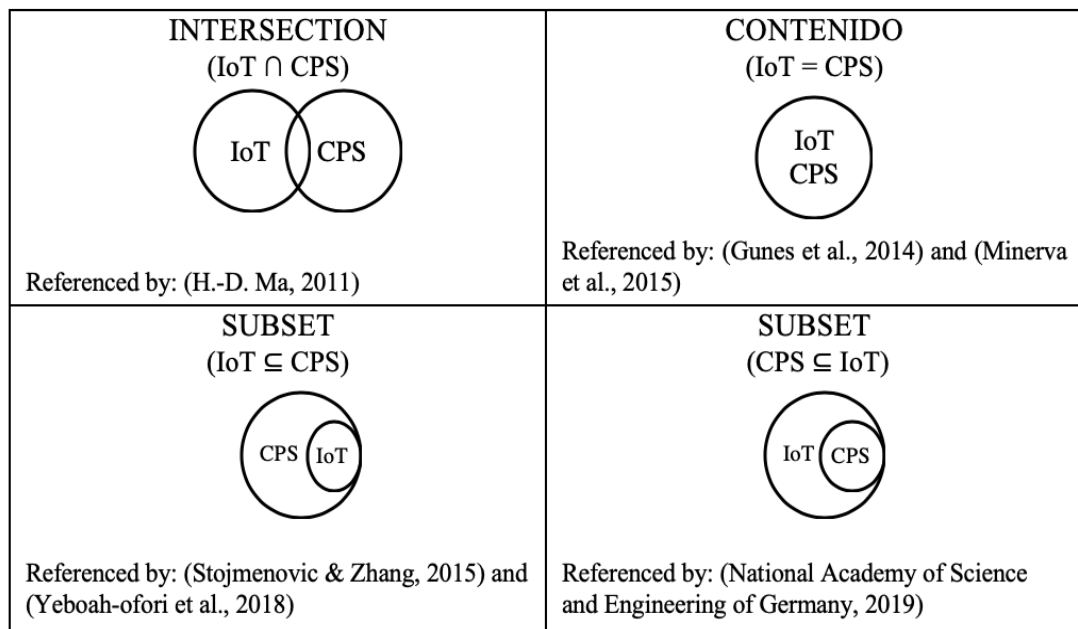 INTERSECTION
(IoT ∩ CPS)
IoT
CPS
Referenced by: (H.-D. Ma, 2011)
CONTENIDO
(IoT = CPS)
IoT
CPS
Referenced by: (Gunes et al., 2014) and (Minerva
et al., 2015)
SUBSET
(IoT ⊆ CPS)
CPS
IoT
Referenced by: (Stojmenovic & Zhang, 2015) and
(Yeboah-ofori et al., 2018)
SUBSET
(CPS ⊆ IoT)
IoT
CPS
Referenced by: (National Academy of Science
and Engineering of Germany, 2019)